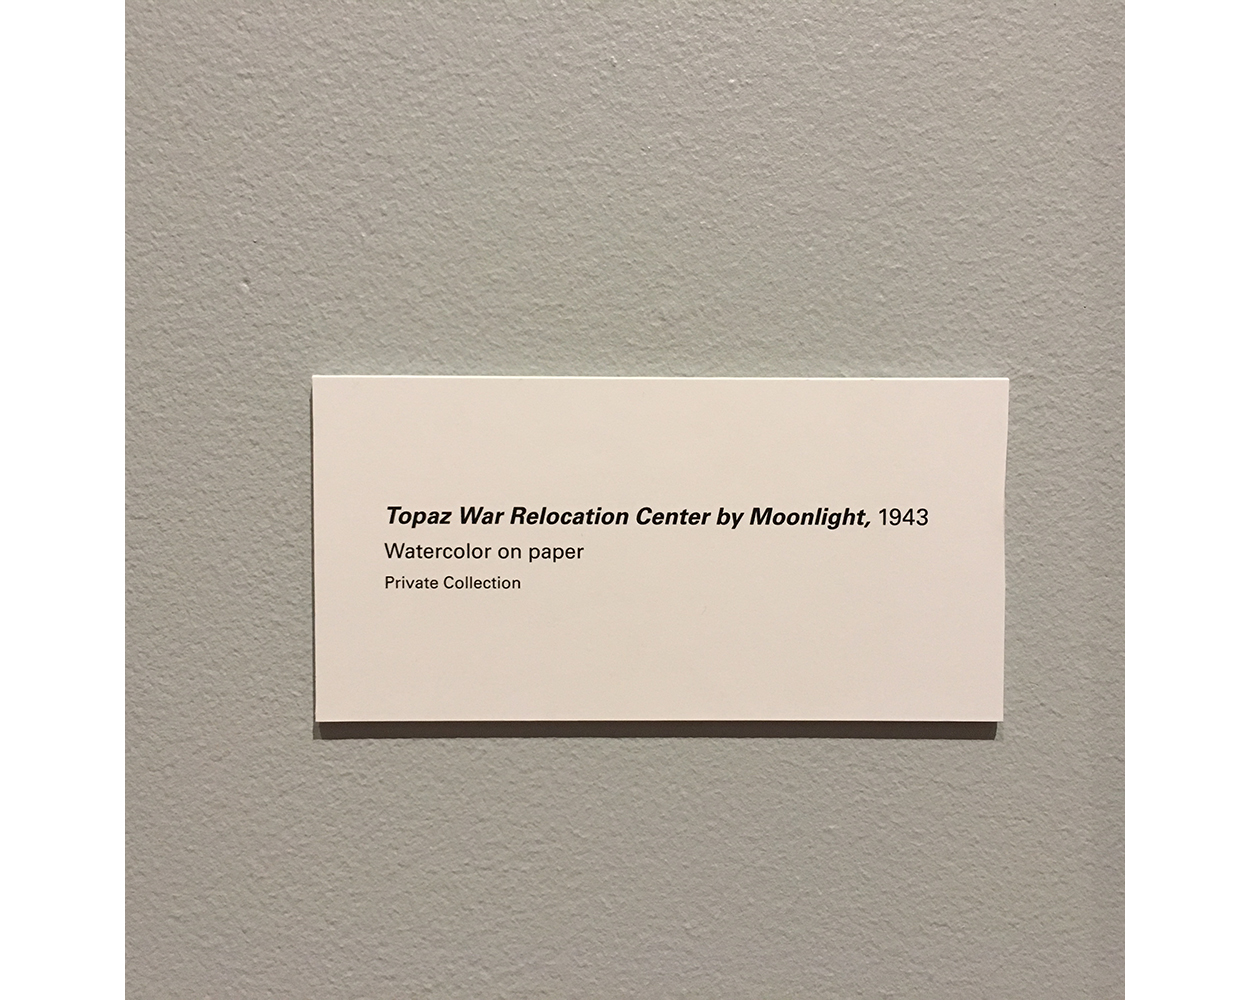 Topaz War Relocation Center by Moonlight, 1943
Watercolor on paper
Private Collection